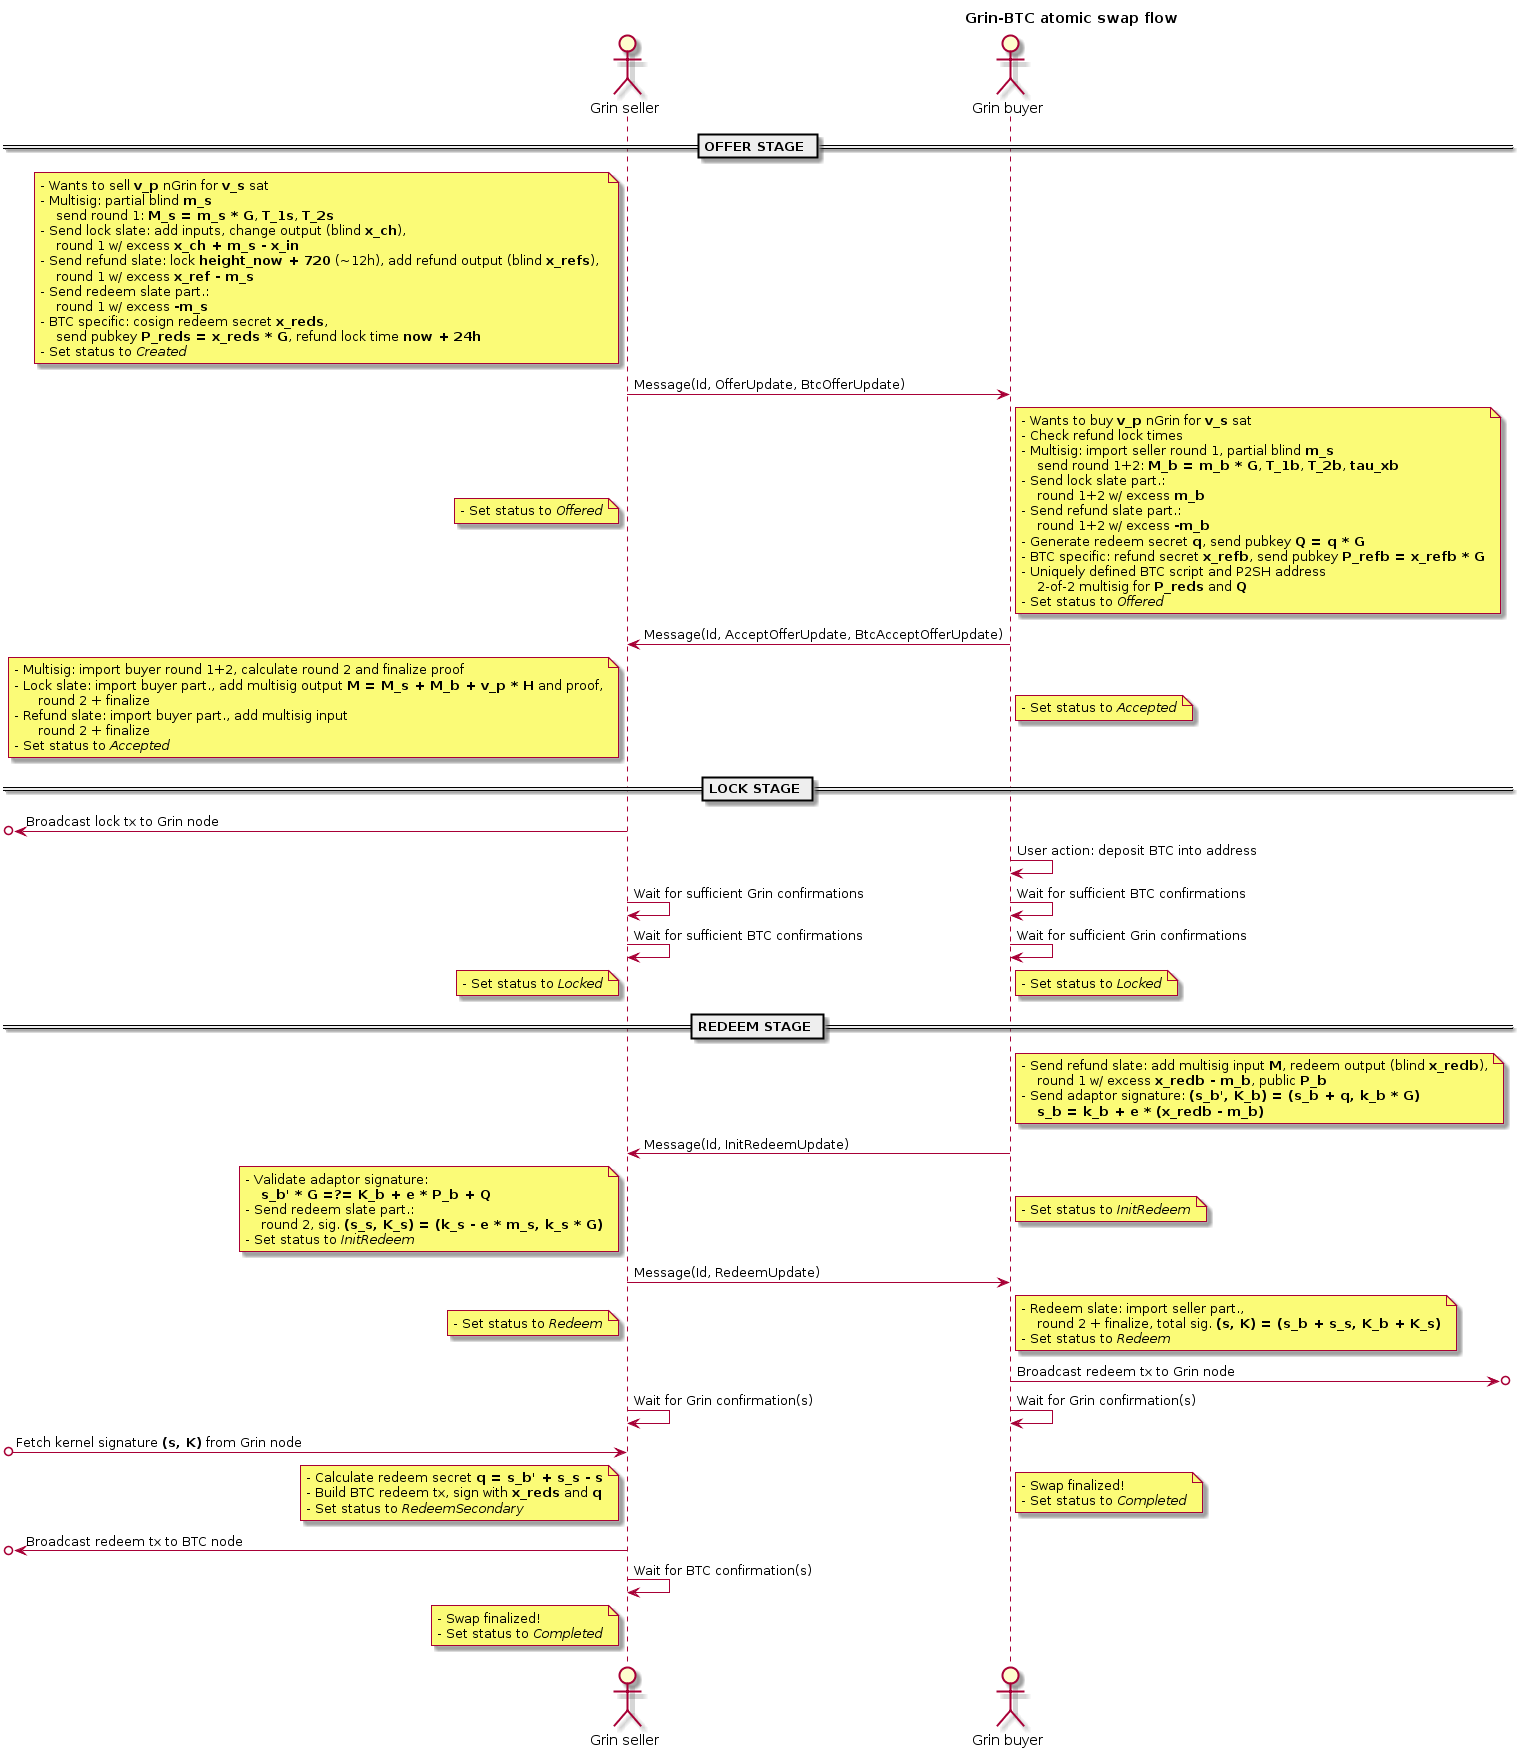 Grin-BTC atomic swap flow
Grin seller
Grin buyer
OFFER STAGE
- Wants to sell v_p nGrin for v_s sat
- Multisig: partial blind m_s
send round 1: M_s = m_s * G, T_1s, T_2s
- Send lock slate: add inputs, change output (blind x_ch),
round 1 w/ excess x_ch + m_s - x_in
- Send refund slate: lock height_now + 720 (~12h), add refund output (blind x_refs),
round 1 w/ excess x_ref - m_s
- Send redeem slate part.:
round 1 w/ excess -m_s
- BTC specific: cosign redeem secret x_reds,
send pubkey P_reds = x_reds * G, refund lock time now + 24h
- Set status to Created
Message(Id, OfferUpdate, BtcOfferUpdate)
- Set status to Offered
- Wants to buy v_p nGrin for v_s sat
- Check refund lock times
- Multisig: import seller round 1, partial blind m_s
send round 1+2: M_b = m_b * G, T_1b, T_2b, tau_xb
- Send lock slate part.:
round 1+2 w/ excess m_b
- Send refund slate part.:
round 1+2 w/ excess -m_b
- Generate redeem secret q, send pubkey Q = q * G
- BTC specific: refund secret x_refb, send pubkey P_refb = x_refb * G
- Uniquely defined BTC script and P2SH address
2-of-2 multisig for P_reds and Q
- Set status to Offered
Message(Id, AcceptOfferUpdate, BtcAcceptOfferUpdate)
- Multisig: import buyer round 1+2, calculate round 2 and finalize proof
- Lock slate: import buyer part., add multisig output M = M_s + M_b + v_p * H and proof,
round 2 + finalize
- Refund slate: import buyer part., add multisig input
round 2 + finalize
- Set status to Accepted
- Set status to Accepted
LOCK STAGE
Broadcast lock tx to Grin node
User action: deposit BTC into address
Wait for sufficient Grin confirmations
Wait for sufficient BTC confirmations
Wait for sufficient BTC confirmations
Wait for sufficient Grin confirmations
- Set status to Locked
- Set status to Locked
REDEEM STAGE
- Send refund slate: add multisig input M, redeem output (blind x_redb),
round 1 w/ excess x_redb - m_b, public P_b
- Send adaptor signature: (s_b', K_b) = (s_b + q, k_b * G)
s_b = k_b + e * (x_redb - m_b)
Message(Id, InitRedeemUpdate)
- Validate adaptor signature:
s_b' * G =?= K_b + e * P_b + Q
- Send redeem slate part.:
round 2, sig. (s_s, K_s) = (k_s - e * m_s, k_s * G)
- Set status to InitRedeem
- Set status to InitRedeem
Message(Id, RedeemUpdate)
- Set status to Redeem
- Redeem slate: import seller part.,
round 2 + finalize, total sig. (s, K) = (s_b + s_s, K_b + K_s)
- Set status to Redeem
Broadcast redeem tx to Grin node
Wait for Grin confirmation(s)
Wait for Grin confirmation(s)
Fetch kernel signature (s, K) from Grin node
- Calculate redeem secret q = s_b' + s_s - s
- Build BTC redeem tx, sign with x_reds and q
- Set status to RedeemSecondary
- Swap finalized!
- Set status to Completed
Broadcast redeem tx to BTC node
Wait for BTC confirmation(s)
- Swap finalized!
- Set status to Completed
Grin seller
Grin buyer